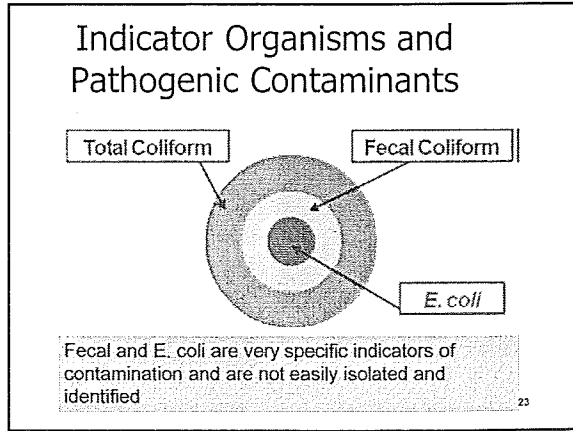 Indicator Organisms and
Pathogenic Contaminants
Total Coliform
Fecal Coliform
E. coli
Fecal and E. coli are very specific indicators of
contamination and are not easily isolated and
identified
23